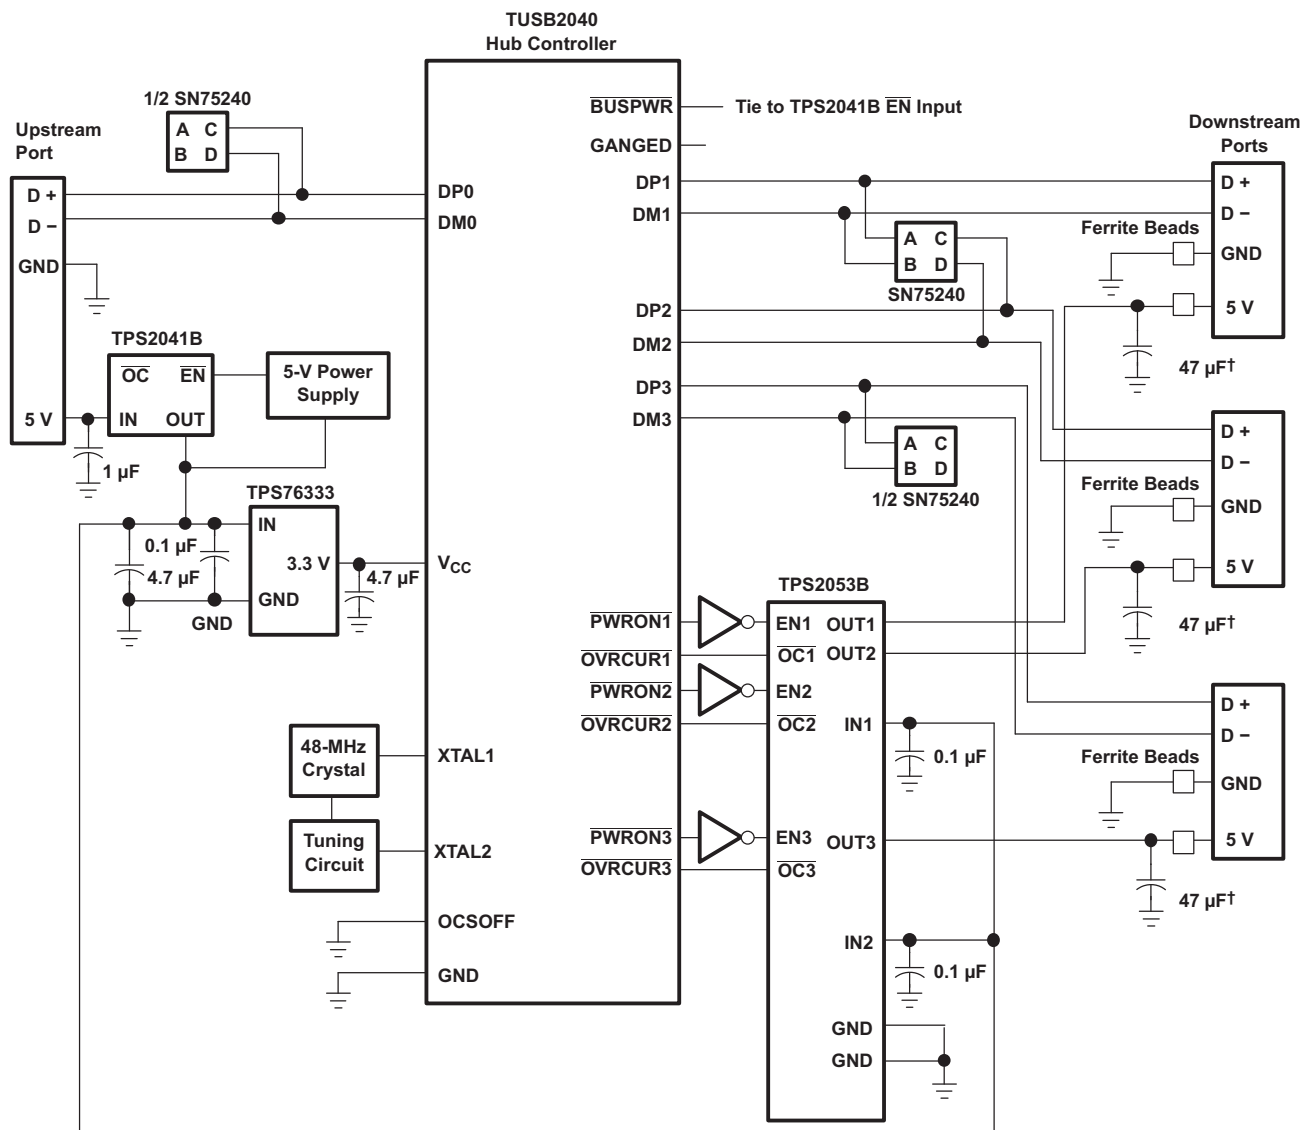 TUSB2040
Hub Controller
1/2 SN75240
A C
B D
Upstream
Port
D +
D −
GND
5 V
TPS2041B
OC EN
IN OUT
5-V Power
Supply
1 µF
TPS76333
IN
3.3 V
GND
0.1 µF
4.7 µF
GND
4.7 µF
48-MHz
Crystal
Tuning
Circuit
DP0
DM0
VCC
XTAL1
XTAL2
OCSOFF
GND
BUSPWR
GANGED
DP1
DM1
DP2
DM2
DP3
DM3
PWRON1
OVRCUR1
PWRON2
OVRCUR2
PWRON3
OVRCUR3
Tie to TPS2041B EN Input
A C
B D
SN75240
A C
B D
1/2 SN75240
TPS2053B
EN1 OUT1
OC1 OUT2
EN2
OC2 IN1
EN3 OUT3
OC3
IN2
GND
GND
0.1 µF
0.1 µF
Downstream
Ports
D +
D −
Ferrite Beads
GND
5 V
47 µF†
D +
D −
Ferrite Beads
GND
5 V
47 µF†
D +
D −
Ferrite Beads
GND
5 V
47 µF†